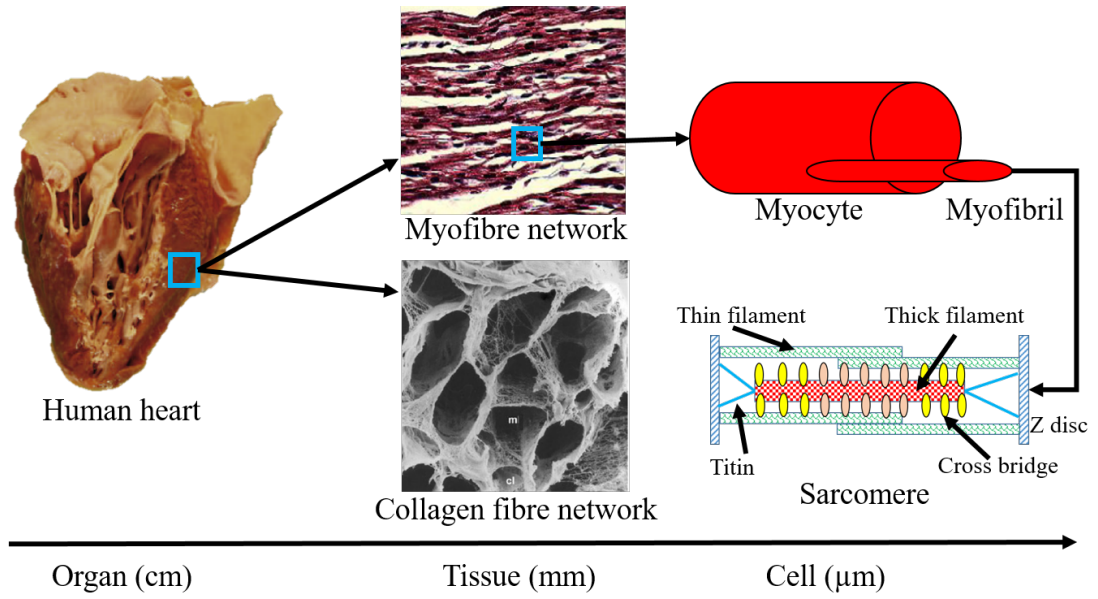 Myofibre network
Myocyte
Myofibril
Human heart
m
cl
Collagen fibre network
Thin filament
Thick filament
Z disc
Titin
Cross bridge
Sarcomere
Organ (cm)
Tissue (mm)
Cell (µm)